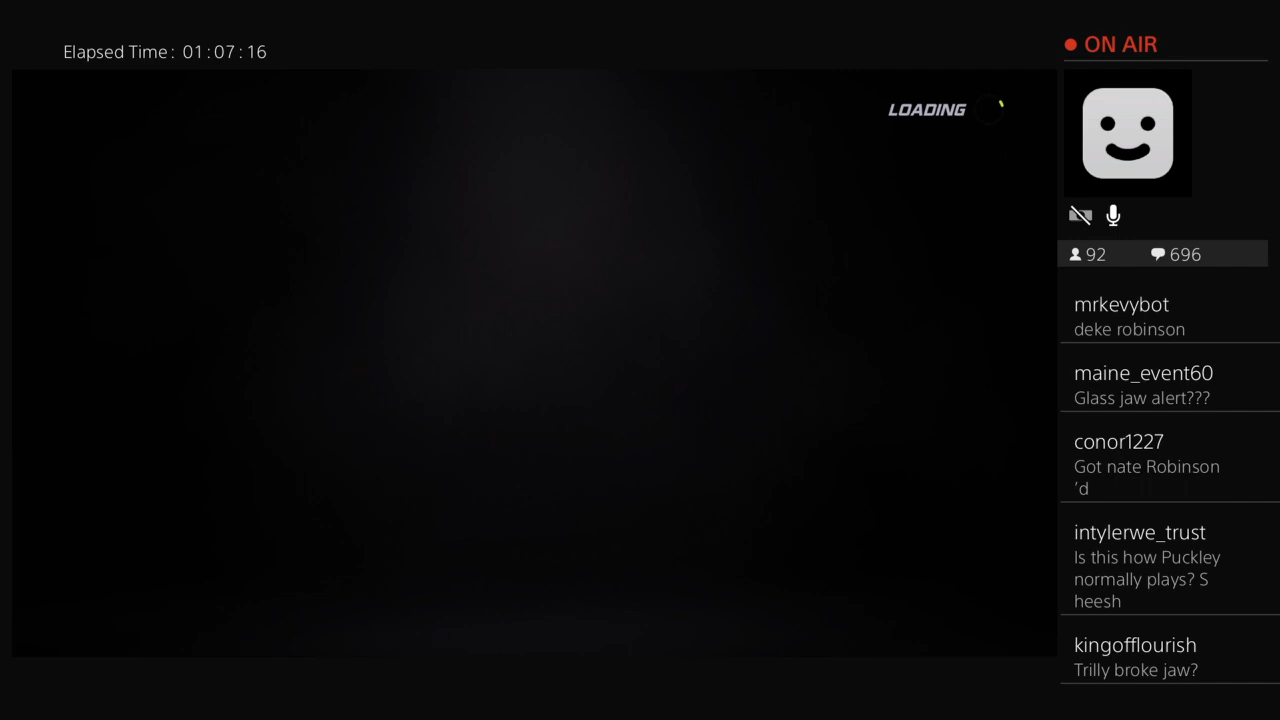 Elapsed Time: 01:07:16
ON AIR
LOADING
92 696
mrkevybot
deke robinson
maine_event60
Glass jaw alert???
conor1227
Got nate Robinson
'd
intylerwe_trust
Is this how Puckley
normally plays? S
heesh
kingofflourish
Trilly broke jaw?